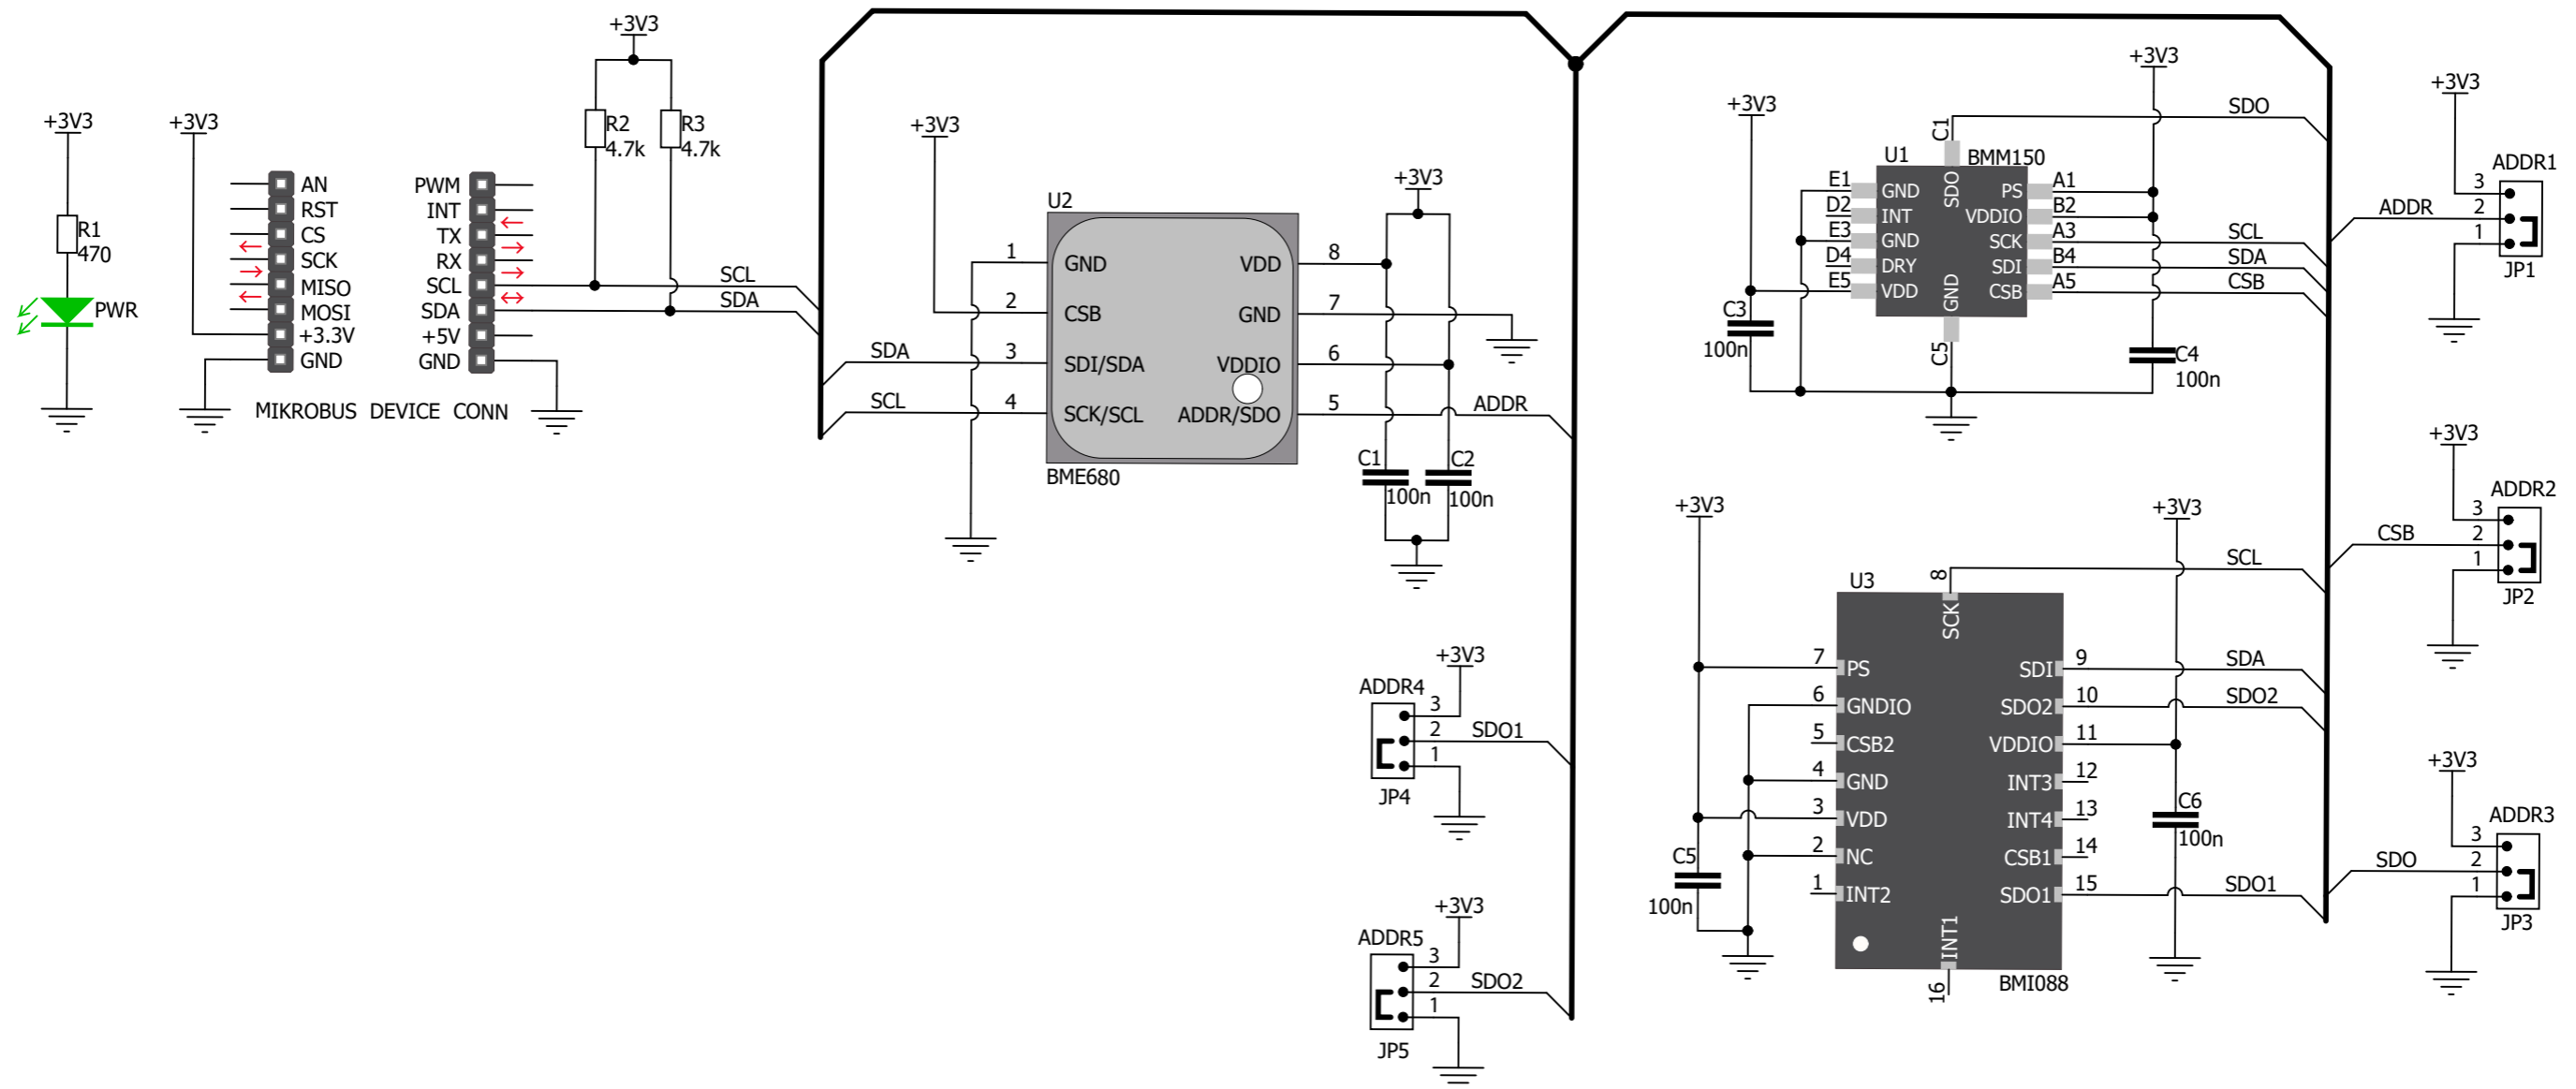 +3V3
R1
470
PWR
+3V3
AN
RST
CS
SCK
MISO
MOSI
+3.3V
GND
PWM
INT
TX
RX
SCL
SDA
+5V
GND
MIKROBUS DEVICE CONN
+3V3
R2
4.7k
R3
4.7k
SCL
SDA
+3V3
U2
1 GND
2 CSB
SDA 3 SDI/SDA
SCL 4 SCK/SCL
VDD 8
GND 7
VDDIO 6
ADDR/SDO 5 ADDR
BME680
+3V3
C1
100n
C2
100n
+3V3
ADDR4
3
2 SDO1
1
JP4
+3V3
ADDR5
3
2 SDO2
1
JP5
+3V3
+3V3
U1
BMM150
C1 SDO
SDO
E1 GND
D2 INT
E3 GND
D4 DRY
E5 VDD
PS A1
VDDIO B2
SCK A3 SCL
SDI B4 SDA
CSB A5 CSB
GND C5
C3
100n
C4
100n
+3V3
+3V3
U3
8 SCK
SCL
7 PS
6 GNDIO
5 CSB2
4 GND
3 VDD
2 NC
1 INT2
SDI 9 SDA
SDO2 10 SDO2
VDDIO 11
INT3 12
INT4 13
CSB1 14
SDO1 15 SDO1
INT1 16
BMI088
C5
100n
C6
100n
+3V3
ADDR1
3
ADDR 2
1
JP1
+3V3
ADDR2
3
CSB 2
1
JP2
+3V3
ADDR3
3
SDO 2
1
JP3